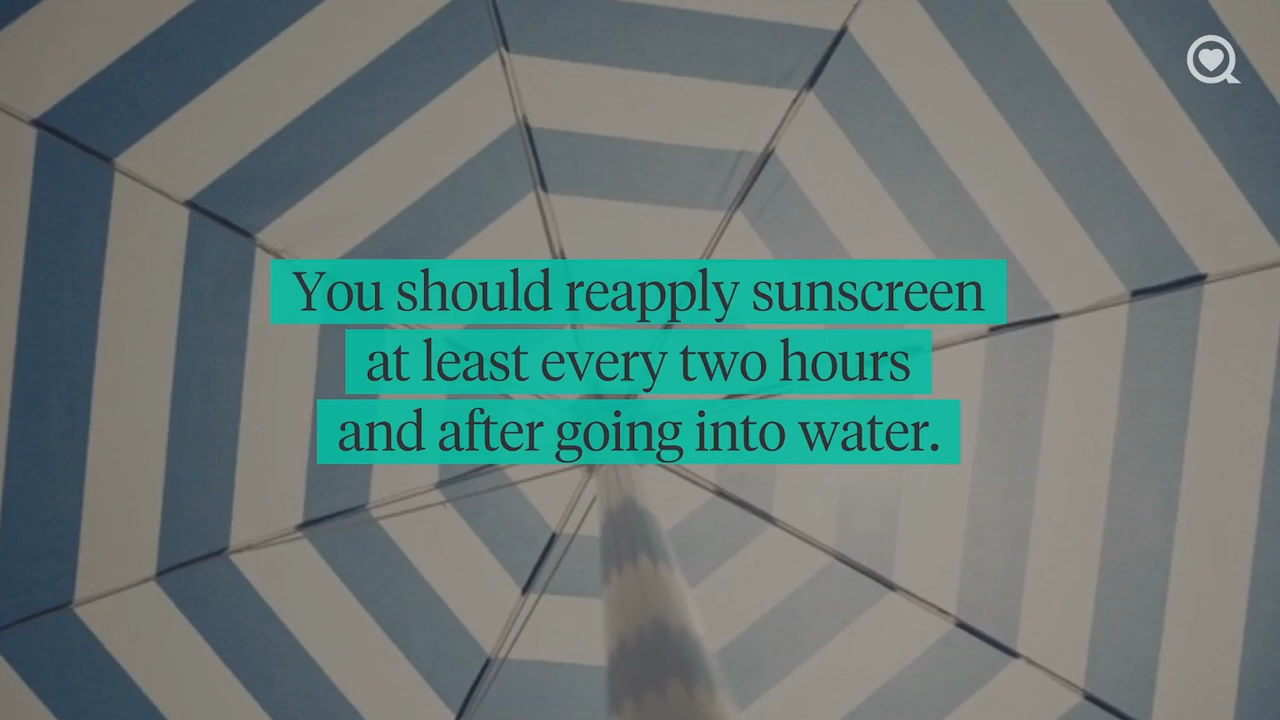 You should reapply sunscreen
at least every two hours
and after going into water.